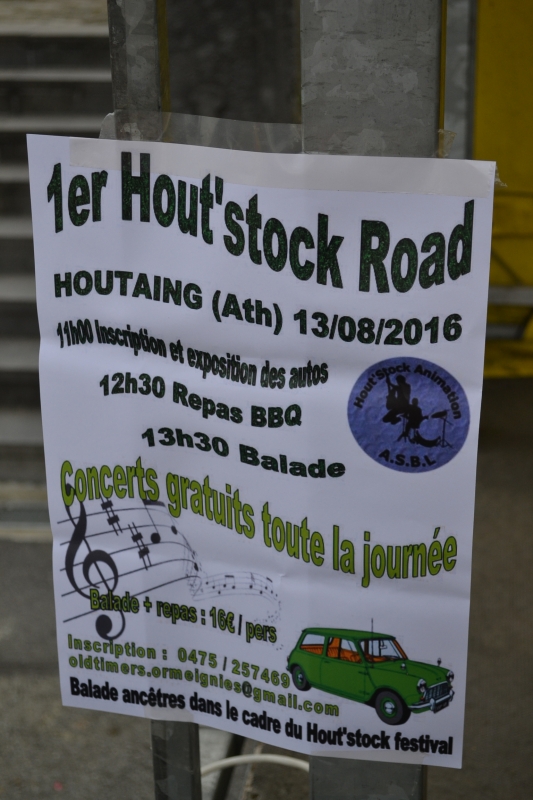 1er Hout'stock Road
HOUTAING (Ath) 13/08/2016
11h00 Inscription et exposition des autos
12h30 Repas BBQ
13h30 Balade
Hout'Stock Animation
A.S.B.L
Concerts gratuits toute la journée
Balade + repas : 16€ / pers
Inscription : 0475 / 257469
oldtimers.ormeignies@gmail.com
Balade ancêtres dans le cadre du Hout'stock festival